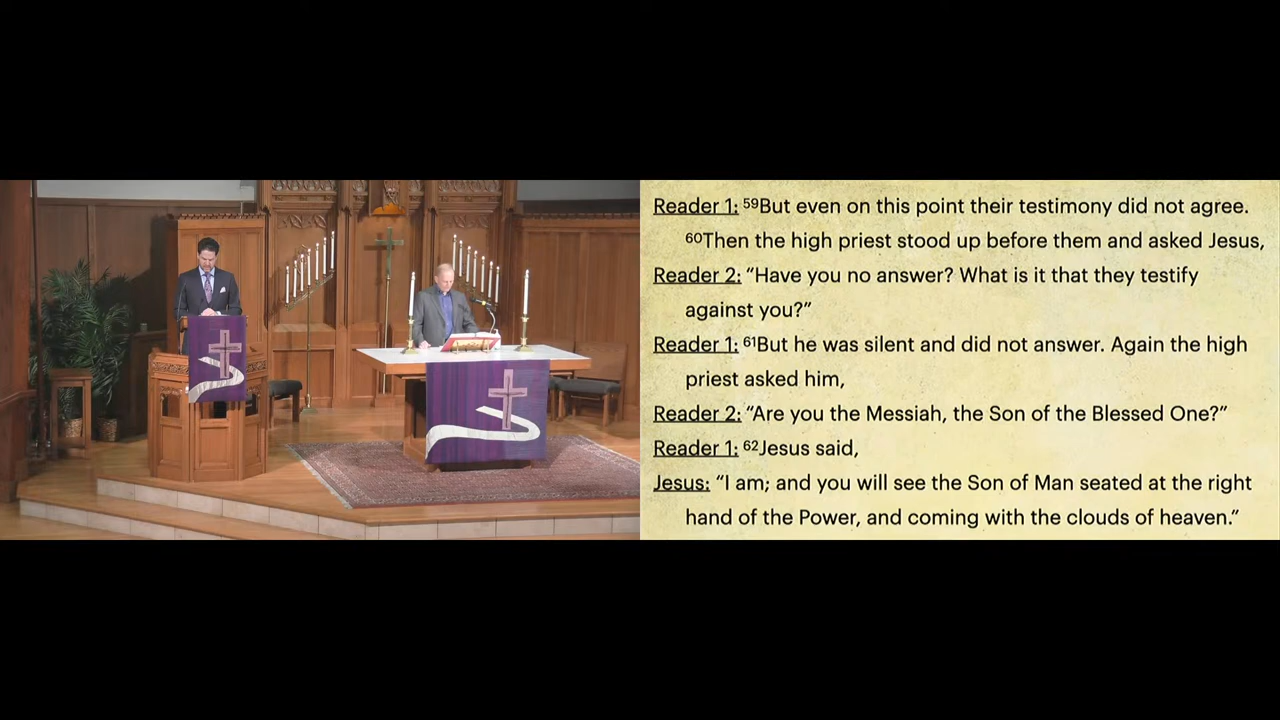 Reader 1: ⁵⁹But even on this point their testimony did not agree.
⁶⁰Then the high priest stood up before them and asked Jesus,
Reader 2: “Have you no answer? What is it that they testify
against you?”
Reader 1: ⁶¹But he was silent and did not answer. Again the high
priest asked him,
Reader 2: “Are you the Messiah, the Son of the Blessed One?”
Reader 1: ⁶²Jesus said,
Jesus: “I am; and you will see the Son of Man seated at the right
hand of the Power, and coming with the clouds of heaven.”